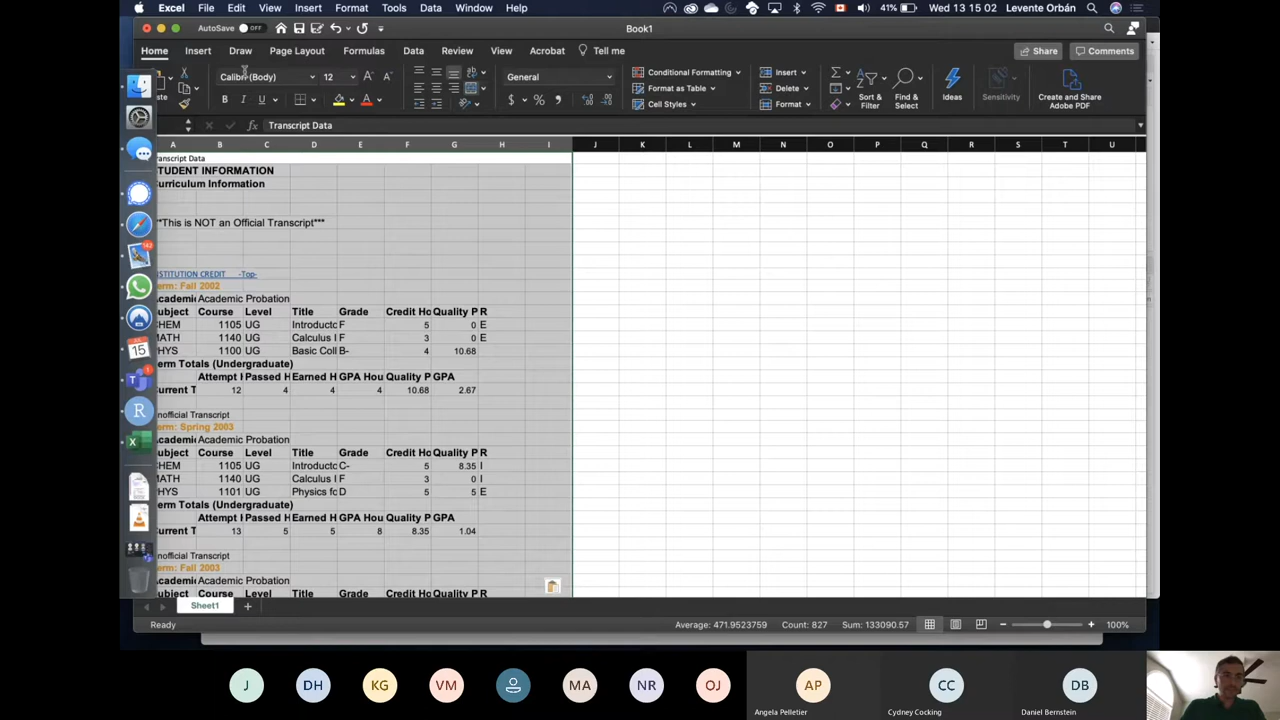 Excel File Edit View Insert Format Tools Data Window Help 41% Wed 13 15 02 Levente Orbán
AutoSave OFF Book1
Home Insert Draw Page Layout Formulas Data Review View Acrobat Tell me Share Comments
Calibri (Body) 12 General Conditional Formatting Insert
Format as Table Delete
Cell Styles Format
B I U $ % Sort & Filter Find & Select Ideas Sensitivity Create and Share Adobe PDF
fx Transcript Data
A B C D E F G H I J K L M N O P Q R S T U
ranscript Data
TUDENT INFORMATION
urriculum Information
**This is NOT an Official Transcript***
STITUTION CREDIT -Top-
erm: Fall 2002
cademi Academic Probation
ubject Course Level Title Grade Credit Ho Quality P R
HEM 1105 UG Introducto F 5 0 E
MATH 1140 UG Calculus I F 3 0 E
HYS 1100 UG Basic Coll B- 4 10.68
erm Totals (Undergraduate)
Attempt H Passed H Earned H GPA Hou Quality P GPA
urrent T 12 4 4 4 10.68 2.67
nofficial Transcript
erm: Spring 2003
cademi Academic Probation
ubject Course Level Title Grade Credit Ho Quality P R
HEM 1105 UG Introducto C- 5 8.35 I
MATH 1140 UG Calculus I F 3 0 I
HYS 1101 UG Physics fo D 5 5 E
erm Totals (Undergraduate)
Attempt H Passed H Earned H GPA Hou Quality P GPA
urrent T 13 5 5 8 8.35 1.04
nofficial Transcript
erm: Fall 2003
cademi Academic Probation
ubject Course Level Title Grade Credit Ho Quality P R
Sheet1
Ready Average: 471.9523759 Count: 827 Sum: 133090.57 100%
J DH KG VM MA NR OJ AP CC DB
Angela Pelletier Cydney Cocking Daniel Bernstein